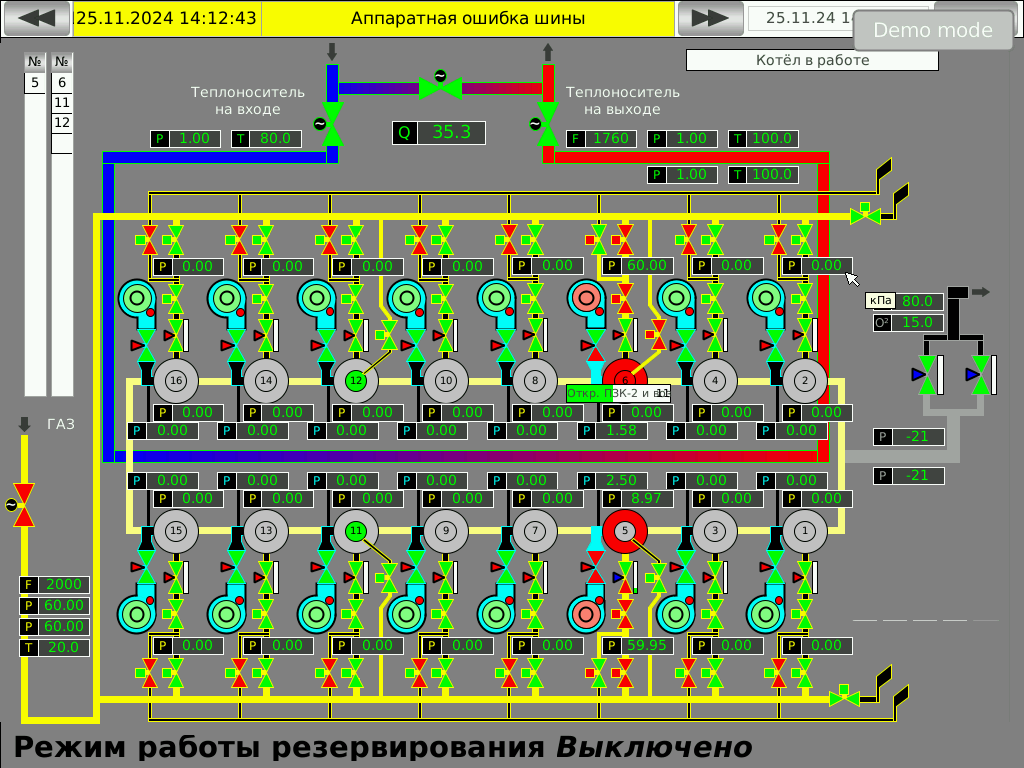 25.11.2024 14:12:43
Аппаратная ошибка шины
25.11.24 14
Demo mode
Котёл в работе
№ №
5 6
11
12
Теплоноситель
на входе
Теплоноситель
на выходе
P 1.00 T 80.0
Q 35.3
F 1760 P 1.00 T 100.0
P 1.00 T 100.0
P 0.00 P 0.00 P 0.00 P 0.00 P 0.00 P 60.00 P 0.00 P 0.00
кПа 80.0
O² 15.0
16 14 12 10 8 6 4 2
Откр. ПЗК-2
P 0.00 P 0.00 P 0.00 P 0.00 P 0.00 P P 0.00 P 0.00
P 0.00 P 0.00 P 0.00 P 0.00 P 0.00 P 1.58 P 0.00 P 0.00
ГАЗ
P -21
P -21
P 0.00 P 0.00 P 0.00 P 0.00 P 0.00 P 2.50 P 0.00 P 0.00
P 0.00 P 0.00 P 0.00 P 0.00 P 0.00 P 8.97 P 0.00 P 0.00
15 13 11 9 7 5 3 1
F 2000
P 60.00
P 60.00
T 20.0
P 0.00 P 0.00 P 0.00 P 0.00 P 0.00 P 59.95 P 0.00 P 0.00
Режим работы резервирования Выключено